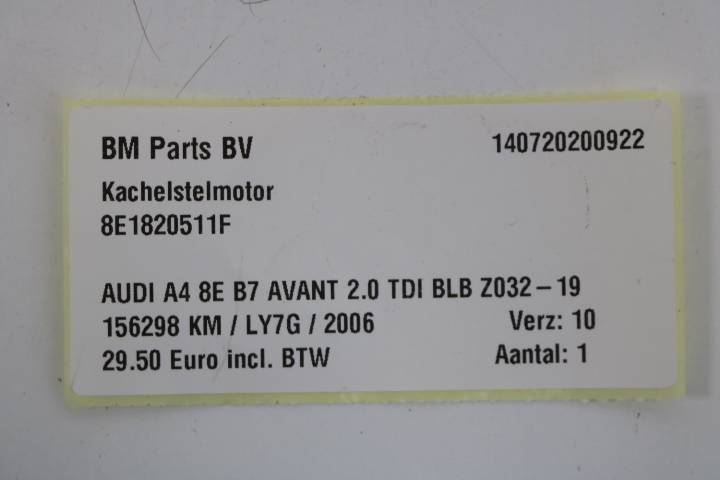 BM Parts BV 140720200922
Kachelstelmotor
8E1820511F
AUDI A4 8E B7 AVANT 2.0 TDI BLB Z032-19
156298 KM / LY7G / 2006 Verz: 10
29.50 Euro incl. BTW Aantal: 1